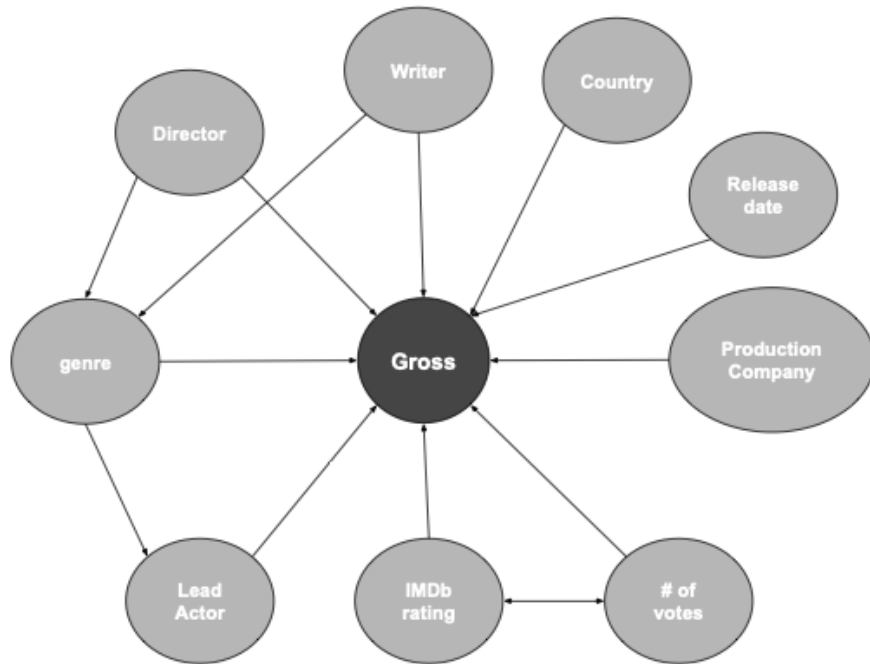 Writer
Country
Director
Release
date
genre
Gross
Production
Company
Lead
Actor
IMDb
rating
# of
votes